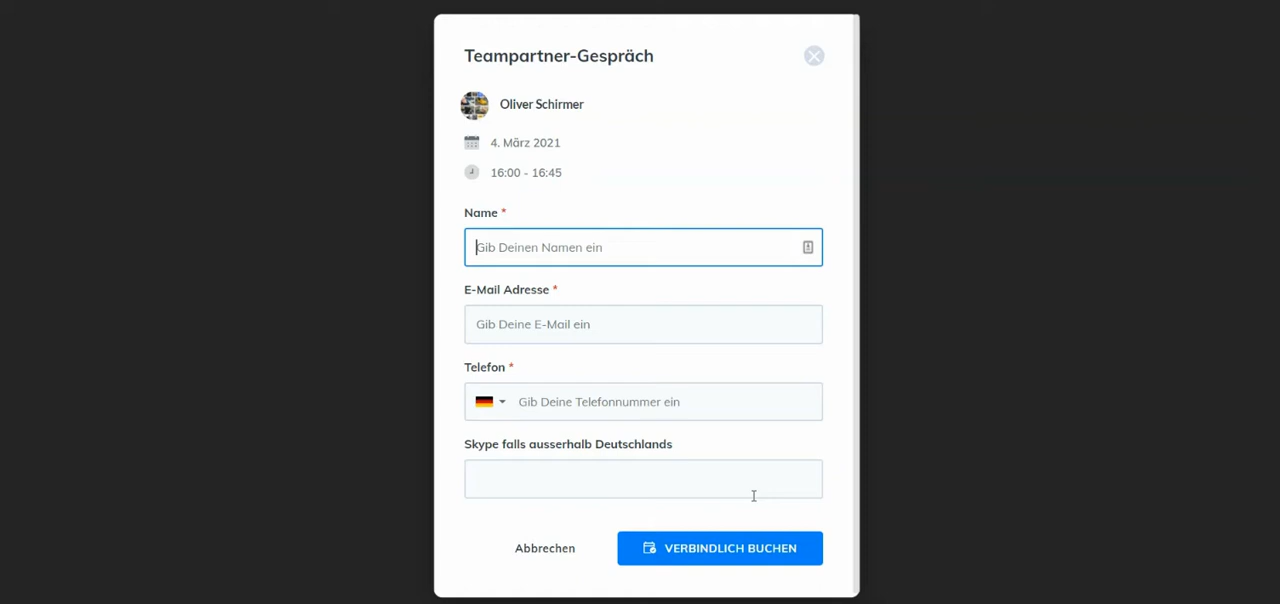 Teampartner-Gespräch
Oliver Schirmer
4. März 2021
16:00 - 16:45
Name *
Gib Deinen Namen ein
E-Mail Adresse *
Gib Deine E-Mail ein
Telefon *
Gib Deine Telefonnummer ein
Skype falls ausserhalb Deutschlands
Abbrechen
VERBINDLICH BUCHEN